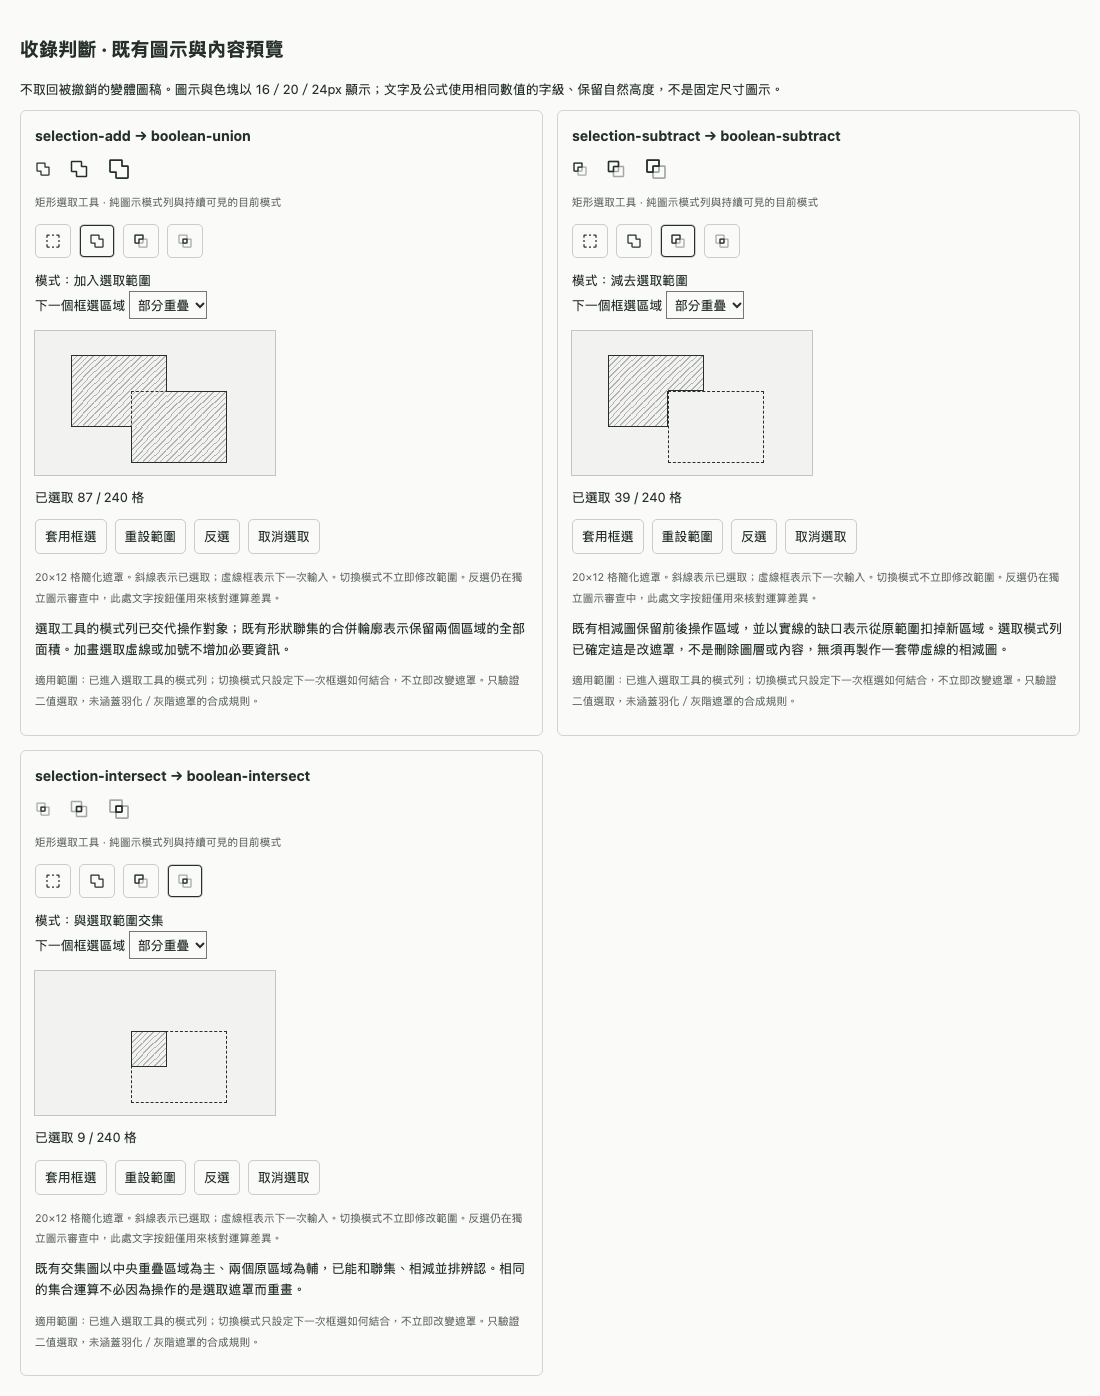 收錄判斷 · 既有圖示與內容預覽
不取回被撤銷的變體圖稿。圖示與色塊以 16 / 20 / 24px 顯示；文字及公式使用相同數值的字級、保留自然高度，不是固定尺寸圖示。
selection-add → boolean-union
矩形選取工具 · 純圖示模式列與持續可見的目前模式
模式：加入選取範圍
下一個框選區域 部分重疊
已選取 87 / 240 格
套用框選 重設範圍 反選 取消選取
20×12 格簡化遮罩。斜線表示已選取；虛線框表示下一次輸入。切換模式不立即修改範圍。反選仍在獨
立圖示審查中，此處文字按鈕僅用來核對運算差異。
選取工具的模式列已交代操作對象；既有形狀聯集的合併輪廓表示保留兩個區域的全部
面積。加畫選取虛線或加號不增加必要資訊。
適用範圍：已進入選取工具的模式列；切換模式只設定下一次框選如何結合，不立即改變遮罩。只驗證
二值選取，未涵蓋羽化 / 灰階遮罩的合成規則。
selection-subtract → boolean-subtract
矩形選取工具 · 純圖示模式列與持續可見的目前模式
模式：減去選取範圍
下一個框選區域 部分重疊
已選取 39 / 240 格
套用框選 重設範圍 反選 取消選取
20×12 格簡化遮罩。斜線表示已選取；虛線框表示下一次輸入。切換模式不立即修改範圍。反選仍在獨
立圖示審查中，此處文字按鈕僅用來核對運算差異。
既有相減圖保留前後操作區域，並以實線的缺口表示從原範圍扣掉新區域。選取模式列
已確定這是改遮罩，不是刪除圖層或內容，無須再製作一套帶虛線的相減圖。
適用範圍：已進入選取工具的模式列；切換模式只設定下一次框選如何結合，不立即改變遮罩。只驗證
二值選取，未涵蓋羽化 / 灰階遮罩的合成規則。
selection-intersect → boolean-intersect
矩形選取工具 · 純圖示模式列與持續可見的目前模式
模式：與選取範圍交集
下一個框選區域 部分重疊
已選取 9 / 240 格
套用框選 重設範圍 反選 取消選取
20×12 格簡化遮罩。斜線表示已選取；虛線框表示下一次輸入。切換模式不立即修改範圍。反選仍在獨
立圖示審查中，此處文字按鈕僅用來核對運算差異。
既有交集圖以中央重疊區域為主、兩個原區域為輔，已能和聯集、相減並排辨認。相同
的集合運算不必因為操作的是選取遮罩而重畫。
適用範圍：已進入選取工具的模式列；切換模式只設定下一次框選如何結合，不立即改變遮罩。只驗證
二值選取，未涵蓋羽化 / 灰階遮罩的合成規則。